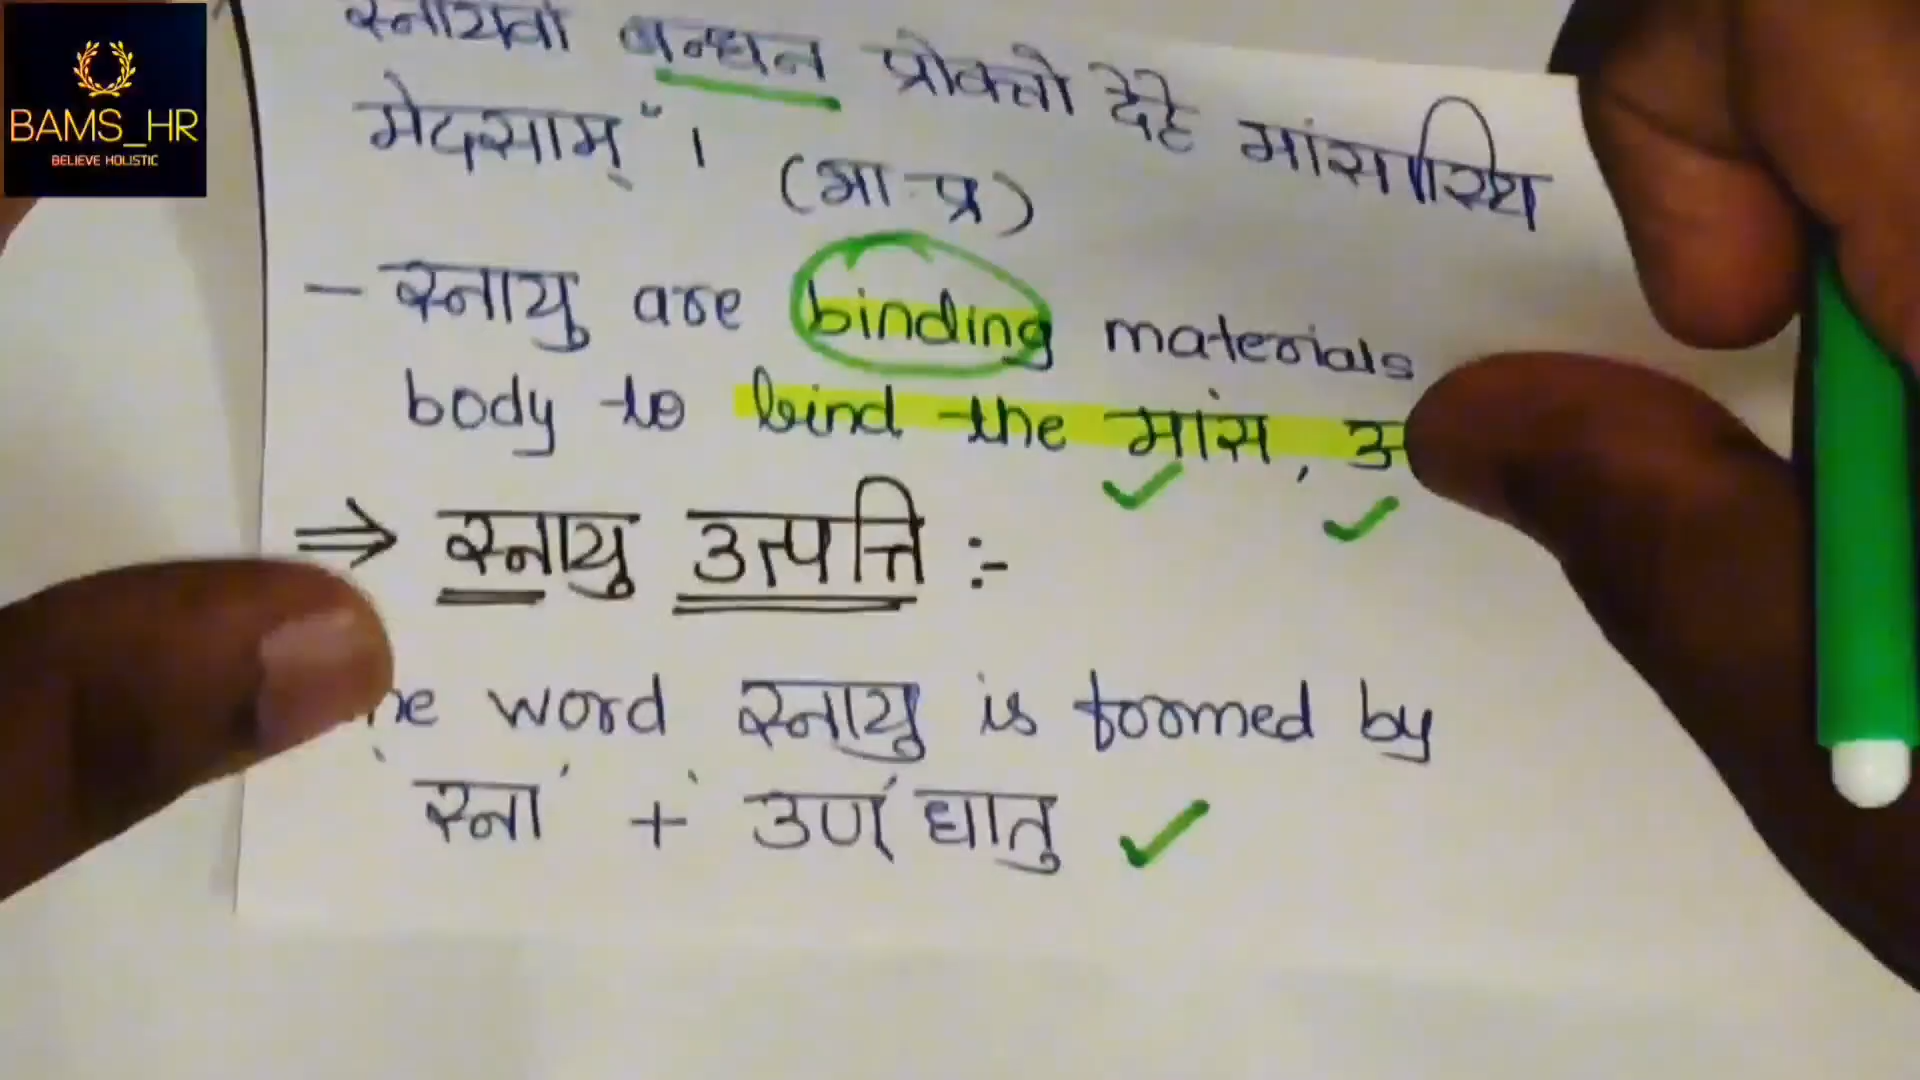 BAMS_HR
BELIEVE HOLISTIC
बन्धन प्रोक्तो देहे मांसास्थि
मेदसाम्" ।
(भा. प्र)
- स्नायु are binding materials
body to bind the मांस,
⇒ स्नायु उत्पत्ति :-
word स्नायु is formed by
'स्ना' + 'उण्' धातु